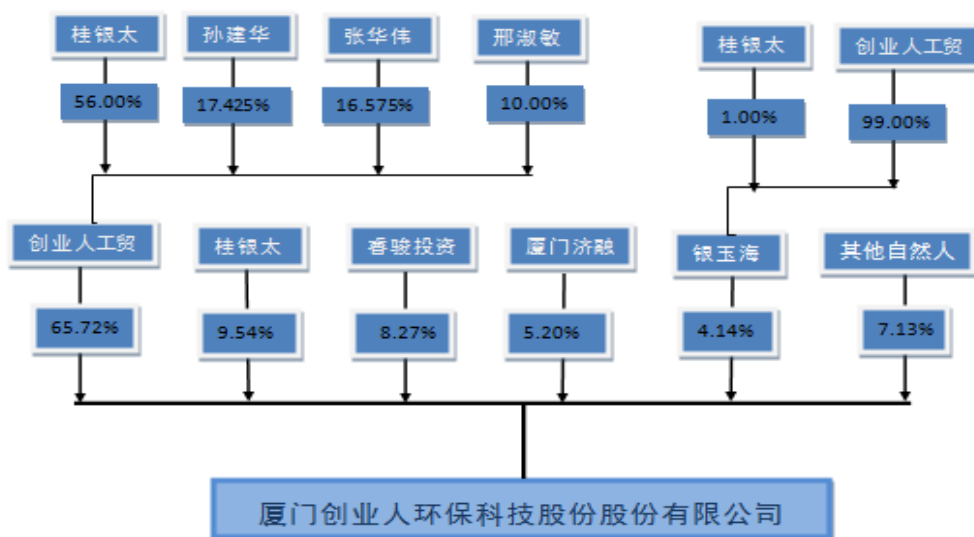 桂银太 孙建华 张华伟 邢淑敏 桂银太 创业人工贸
56.00% 17.425% 16.575% 10.00% 1.00% 99.00%
创业人工贸 桂银太 睿骏投资 厦门济融 银玉海 其他自然人
65.72% 9.54% 8.27% 5.20% 4.14% 7.13%
厦门创业人环保科技股份股份有限公司